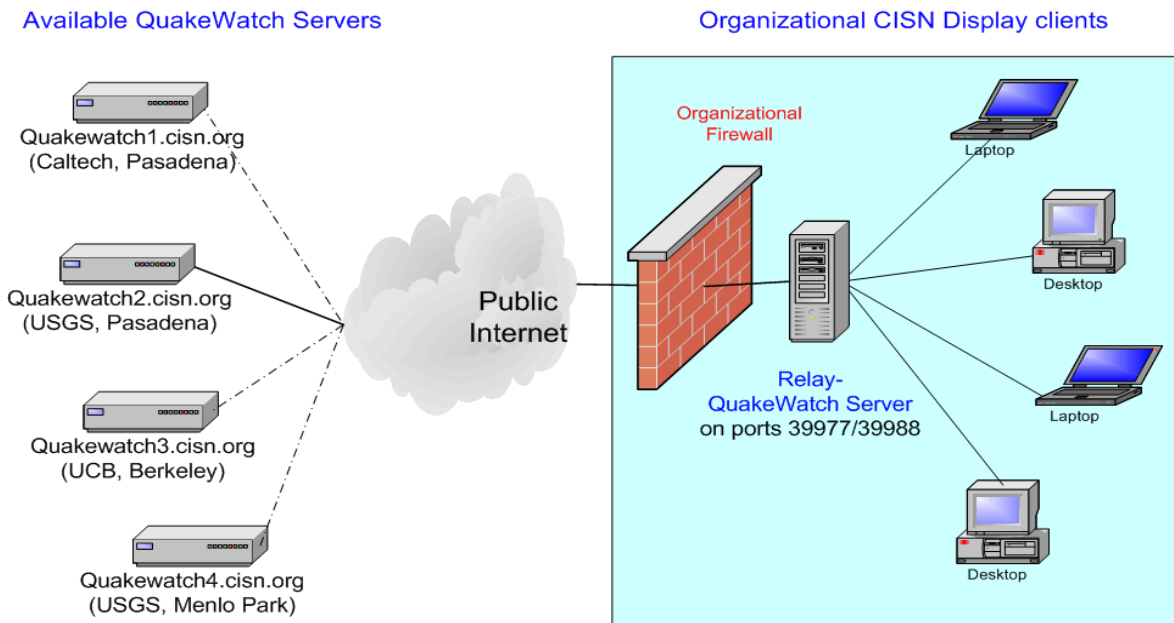 Available QuakeWatch Servers
Organizational CISN Display clients
Quakewatch1.cisn.org
(Caltech, Pasadena)
Quakewatch2.cisn.org
(USGS, Pasadena)
Quakewatch3.cisn.org
(UCB, Berkeley)
Quakewatch4.cisn.org
(USGS, Menlo Park)
Public
Internet
Organizational
Firewall
Relay-
QuakeWatch Server
on ports 39977/39988
Laptop
Desktop
Laptop
Desktop